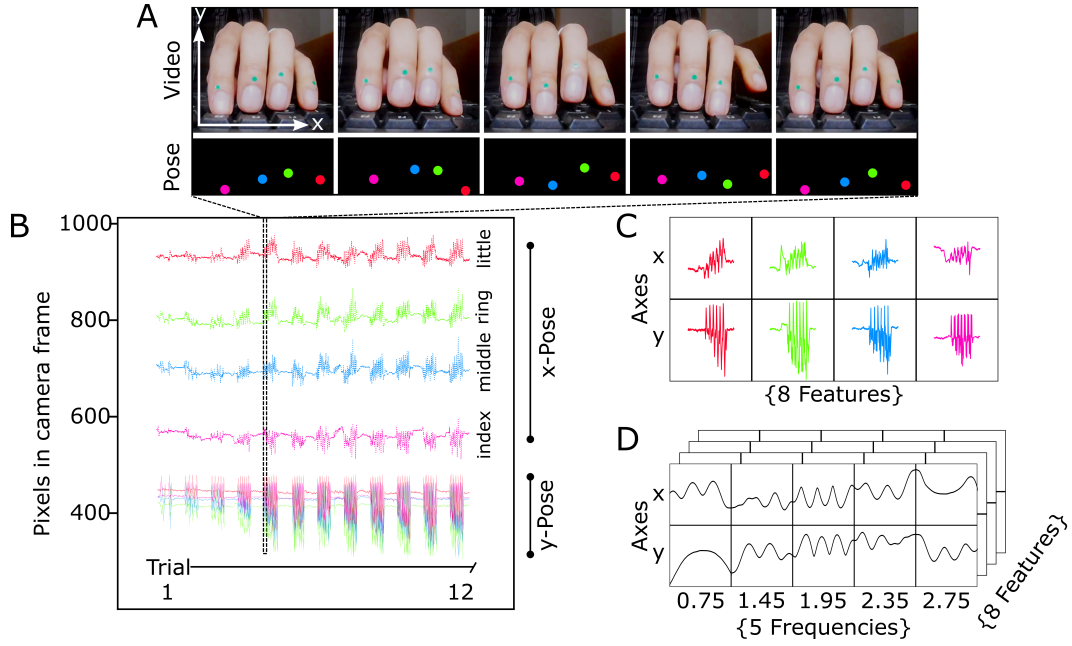 A
Video
y
x
Pose
B
1000
800
600
400
Pixels in camera frame
little
ring
middle
index
x-Pose
y-Pose
Trial
1
12
C
Axes
x
y
{8 Features}
D
Axes
x
y
0.75 1.45 1.95 2.35 2.75
{5 Frequencies}
{8 Features}